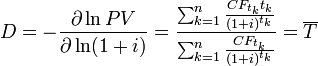 D = -\frac{\partial \ln PV}{\partial \ln(1+i)} = \frac{\sum_{k=1}^{n} \frac{CF_{t_k} t_k}{(1+i)^{t_k}}}{\sum_{k=1}^{n} \frac{CF_{t_k}}{(1+i)^{t_k}}} = \overline{T}